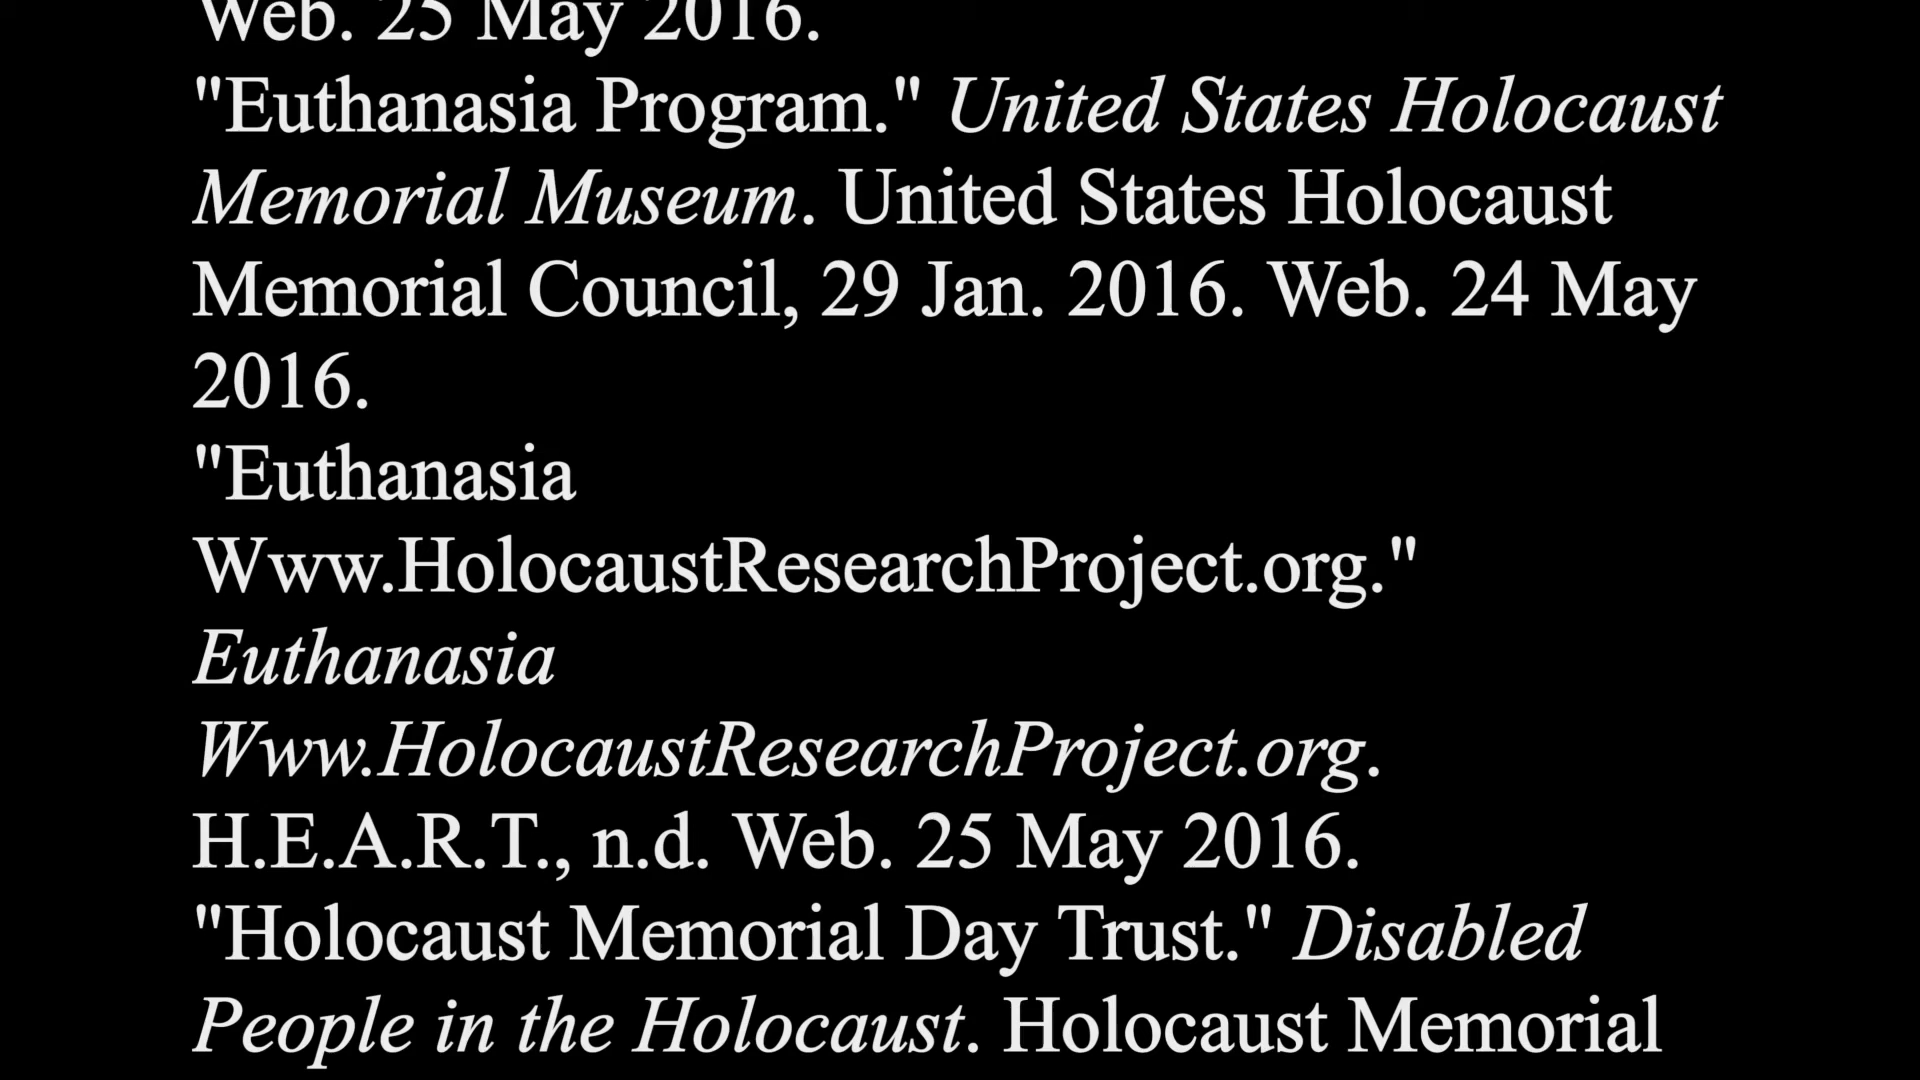 Web. 25 May 2016.
"Euthanasia Program." United States Holocaust
Memorial Museum. United States Holocaust
Memorial Council, 29 Jan. 2016. Web. 24 May
2016.
"Euthanasia
Www.HolocaustResearchProject.org."
Euthanasia
Www.HolocaustResearchProject.org.
H.E.A.R.T., n.d. Web. 25 May 2016.
"Holocaust Memorial Day Trust." Disabled
People in the Holocaust. Holocaust Memorial